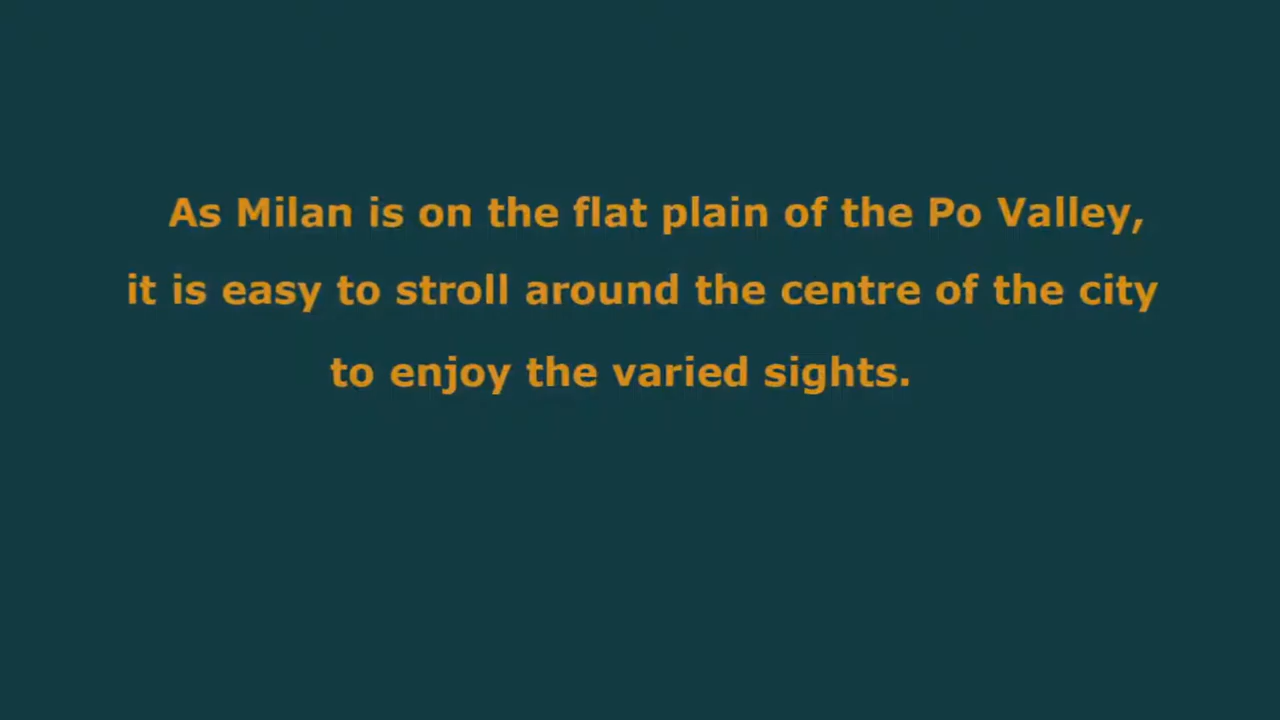 As Milan is on the flat plain of the Po Valley,
it is easy to stroll around the centre of the city
to enjoy the varied sights.